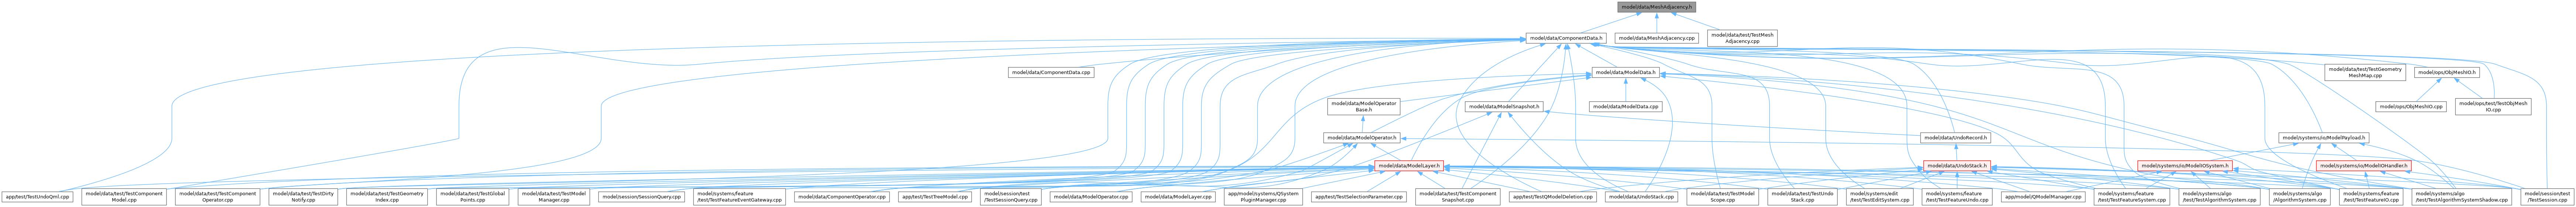 model/data/MeshAdjacency.h
model/data/ComponentData.h
model/data/MeshAdjacency.cpp
model/data/test/TestMesh
Adjacency.cpp
model/data/ComponentData.cpp
model/data/ModelData.h
model/data/test/TestGeometry
MeshMap.cpp
model/ops/ObjMeshIO.h
model/data/ModelOperator
Base.h
model/data/ModelSnapshot.h
model/data/ModelData.cpp
model/ops/ObjMeshIO.cpp
model/ops/test/TestObjMesh
IO.cpp
model/data/ModelOperator.h
model/data/UndoRecord.h
model/systems/io/ModelPayload.h
model/data/ModelLayer.h
model/data/UndoStack.h
model/systems/io/ModelIOSystem.h
model/systems/io/ModelIOHandler.h
app/test/TestUndoQml.cpp
model/data/test/TestComponent
Model.cpp
model/data/test/TestComponent
Operator.cpp
model/data/test/TestDirty
Notify.cpp
model/data/test/TestGeometry
Index.cpp
model/data/test/TestGlobal
Points.cpp
model/data/test/TestModel
Manager.cpp
model/session/SessionQuery.cpp
model/systems/feature
/test/TestFeatureEventGateway.cpp
model/data/ComponentOperator.cpp
app/test/TestTreeModel.cpp
model/session/test
/TestSessionQuery.cpp
model/data/ModelOperator.cpp
model/data/ModelLayer.cpp
app/model/systems/QSystem
PluginManager.cpp
app/test/TestSelectionParameter.cpp
model/data/test/TestComponent
Snapshot.cpp
app/test/TestQModelDeletion.cpp
model/data/UndoStack.cpp
model/data/test/TestModel
Scope.cpp
model/data/test/TestUndo
Stack.cpp
model/systems/edit
/test/TestEditSystem.cpp
model/systems/feature
/test/TestFeatureUndo.cpp
app/model/QModelManager.cpp
model/systems/feature
/test/TestFeatureSystem.cpp
model/systems/algo
/test/TestAlgorithmSystem.cpp
model/systems/algo
/AlgorithmSystem.cpp
model/systems/feature
/test/TestFeatureIO.cpp
model/systems/algo
/test/TestAlgorithmSystemShadow.cpp
model/session/test
/TestSession.cpp